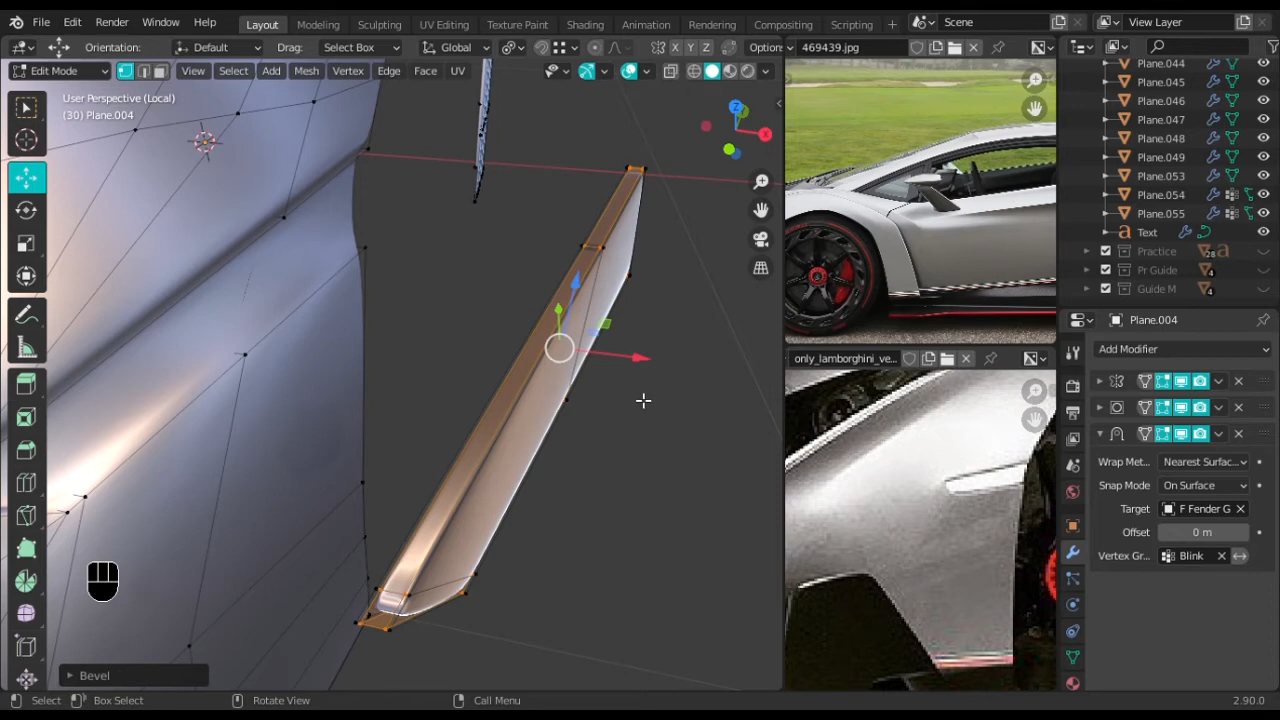 File Edit Render Window Help Layout Modeling Sculpting UV Editing Texture Paint Shading Animation Rendering Compositing Scripting + Scene View Layer
Orientation: Default Drag: Select Box Global X Y Z Options 469439.jpg
Edit Mode View Select Add Mesh Vertex Edge Face UV
User Perspective (Local)
(30) Plane.004
Z
X
Bevel
only_lamborghini_ve...
Plane.044
Plane.045
Plane.046
Plane.047
Plane.048
Plane.049
Plane.053
Plane.054
Plane.055
Text
Practice 28
Pr Guide 4
Guide M 4
Plane.004
Add Modifier
Wrap Met... Nearest Surfac...
Snap Mode On Surface
Target F Fender G
Offset 0 m
Vertex Gr... Blink
Select Box Select Rotate View Call Menu 2.90.0